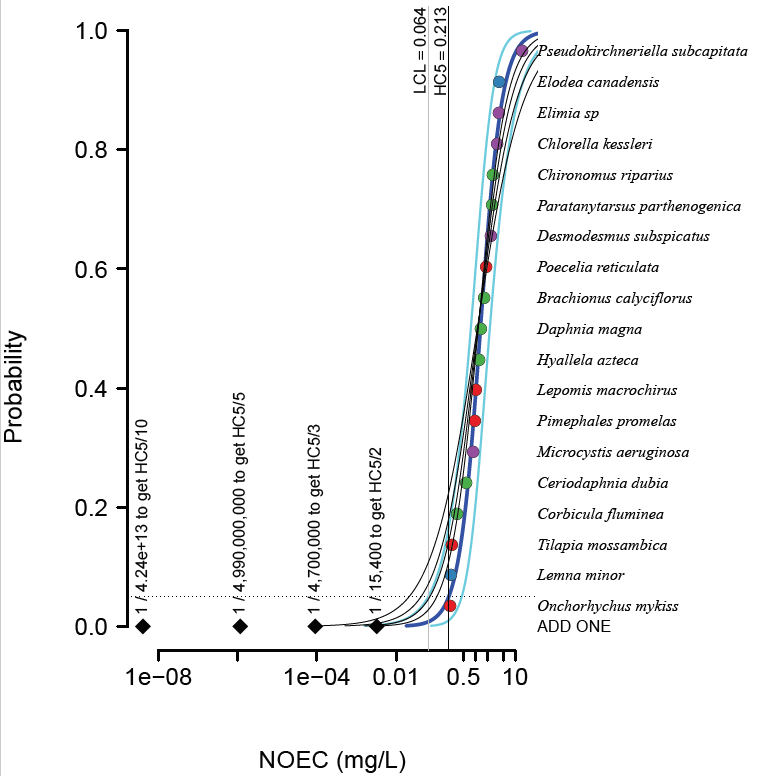 LCL = 0.064
HC5 = 0.213
1.0
0.8
0.6
0.4
0.2
0.0
Probability
Pseudokirchneriella subcapitata
Elodea canadensis
Elimia sp
Chlorella kessleri
Chironomus riparius
Paratanytarsus parthenogenica
Desmodesmus subspicatus
Poecelia reticulata
Brachionus calyciflorus
Daphnia magna
Hyallela azteca
Lepomis macrochirus
Pimephales promelas
Microcystis aeruginosa
Ceriodaphnia dubia
Corbicula fluminea
Tilapia mossambica
Lemna minor
Onchorhychus mykiss
ADD ONE
1 / 4.24e+13 to get HC5/10
1 / 4,990,000,000 to get HC5/5
1 / 4,700,000 to get HC5/3
1 / 15,400 to get HC5/2
1e−08 1e−04 0.01 0.5 10
NOEC (mg/L)